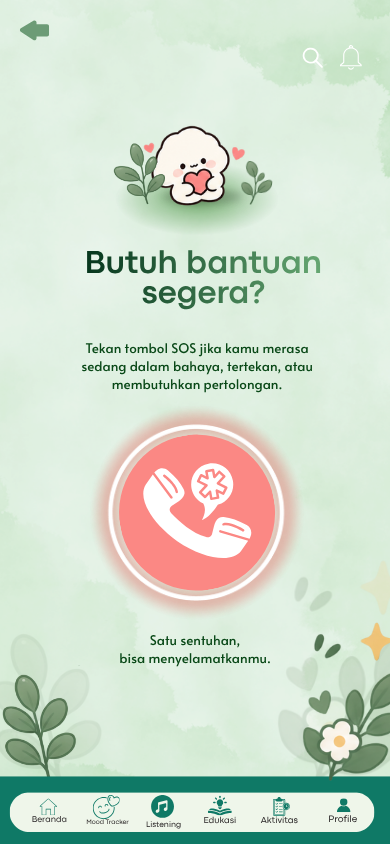 Butuh bantuan
segera?
Tekan tombol SOS jika kamu merasa
sedang dalam bahaya, tertekan, atau
membutuhkan pertolongan.
Satu sentuhan,
bisa menyelamatkanmu.
Beranda
Mood Tracker
Listening
Edukasi
Aktivitas
Profile